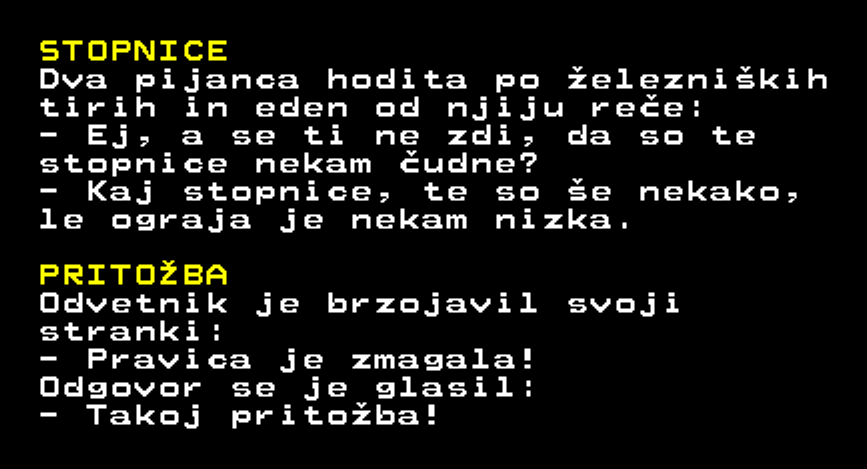 STOPNICE
Dva pijanca hodita po železniških
tirih in eden od njiju reče:
- Ej, a se ti ne zdi, da so te
stopnice nekam čudne?
- Kaj stopnice, te so še nekako,
le ograja je nekam nizka.
PRITOŽBA
Odvetnik je brzojavil svoji
stranki:
- Pravica je zmagala!
Odgovor se je glasil:
- Takoj pritožba!